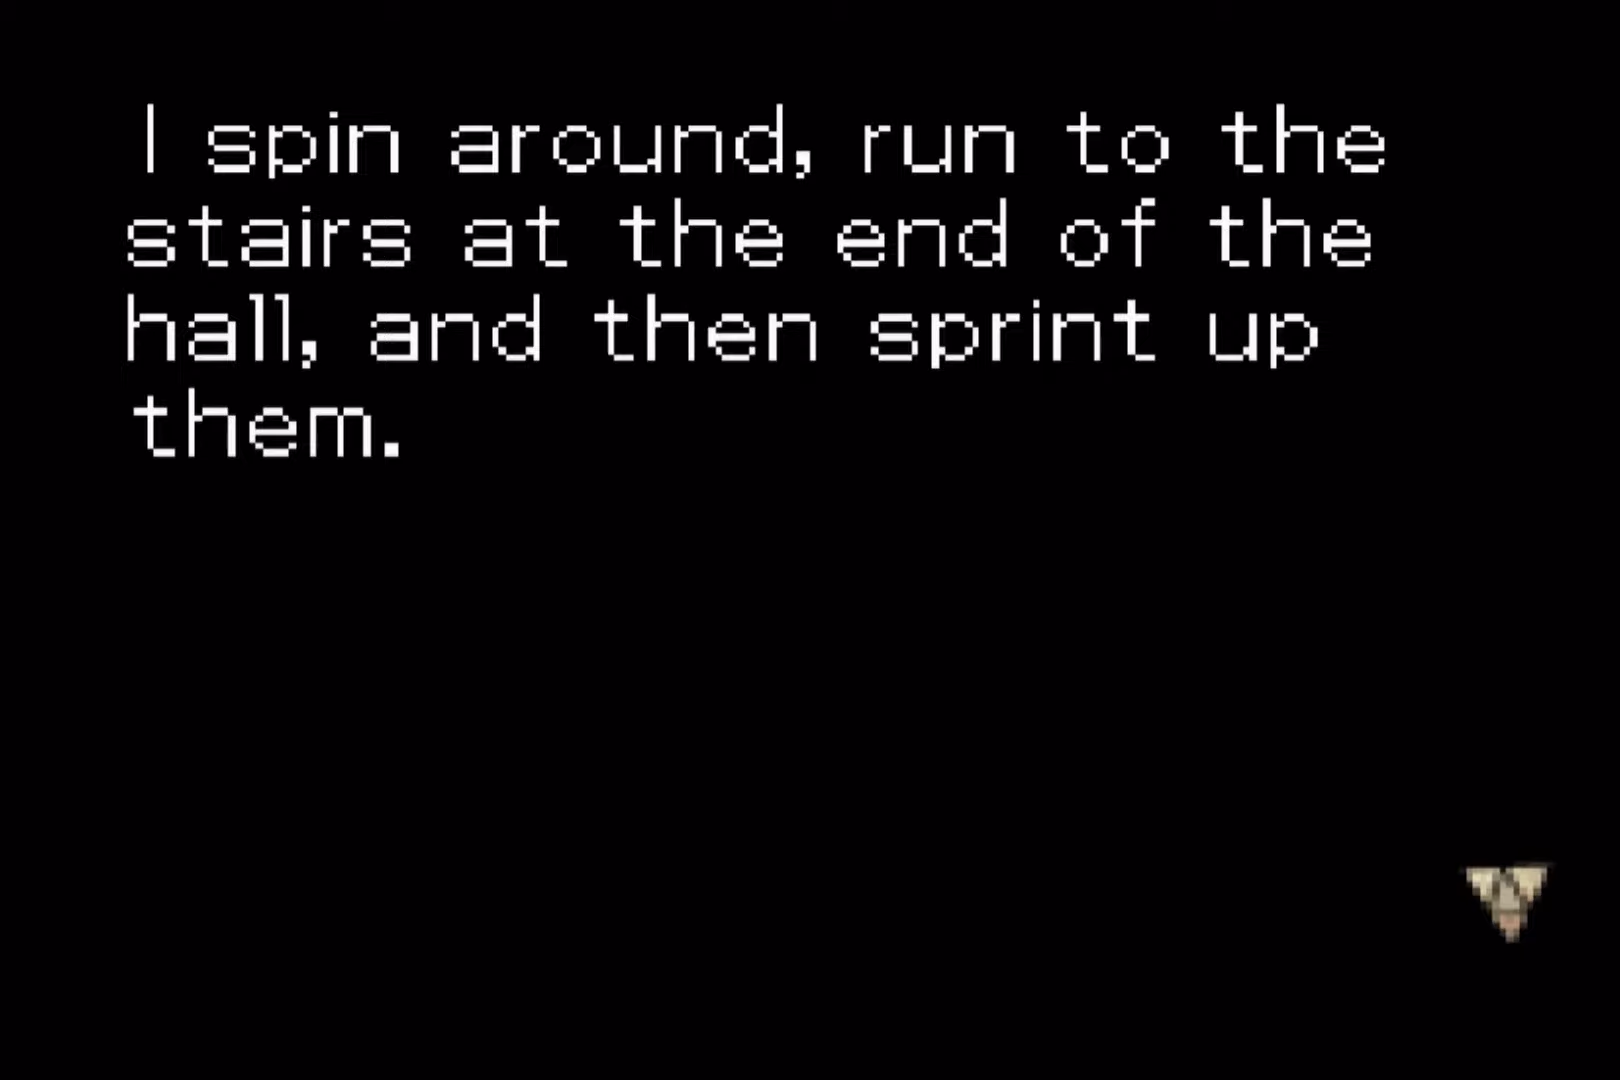 I spin around, run to the
stairs at the end of the
hall, and then sprint up
them.